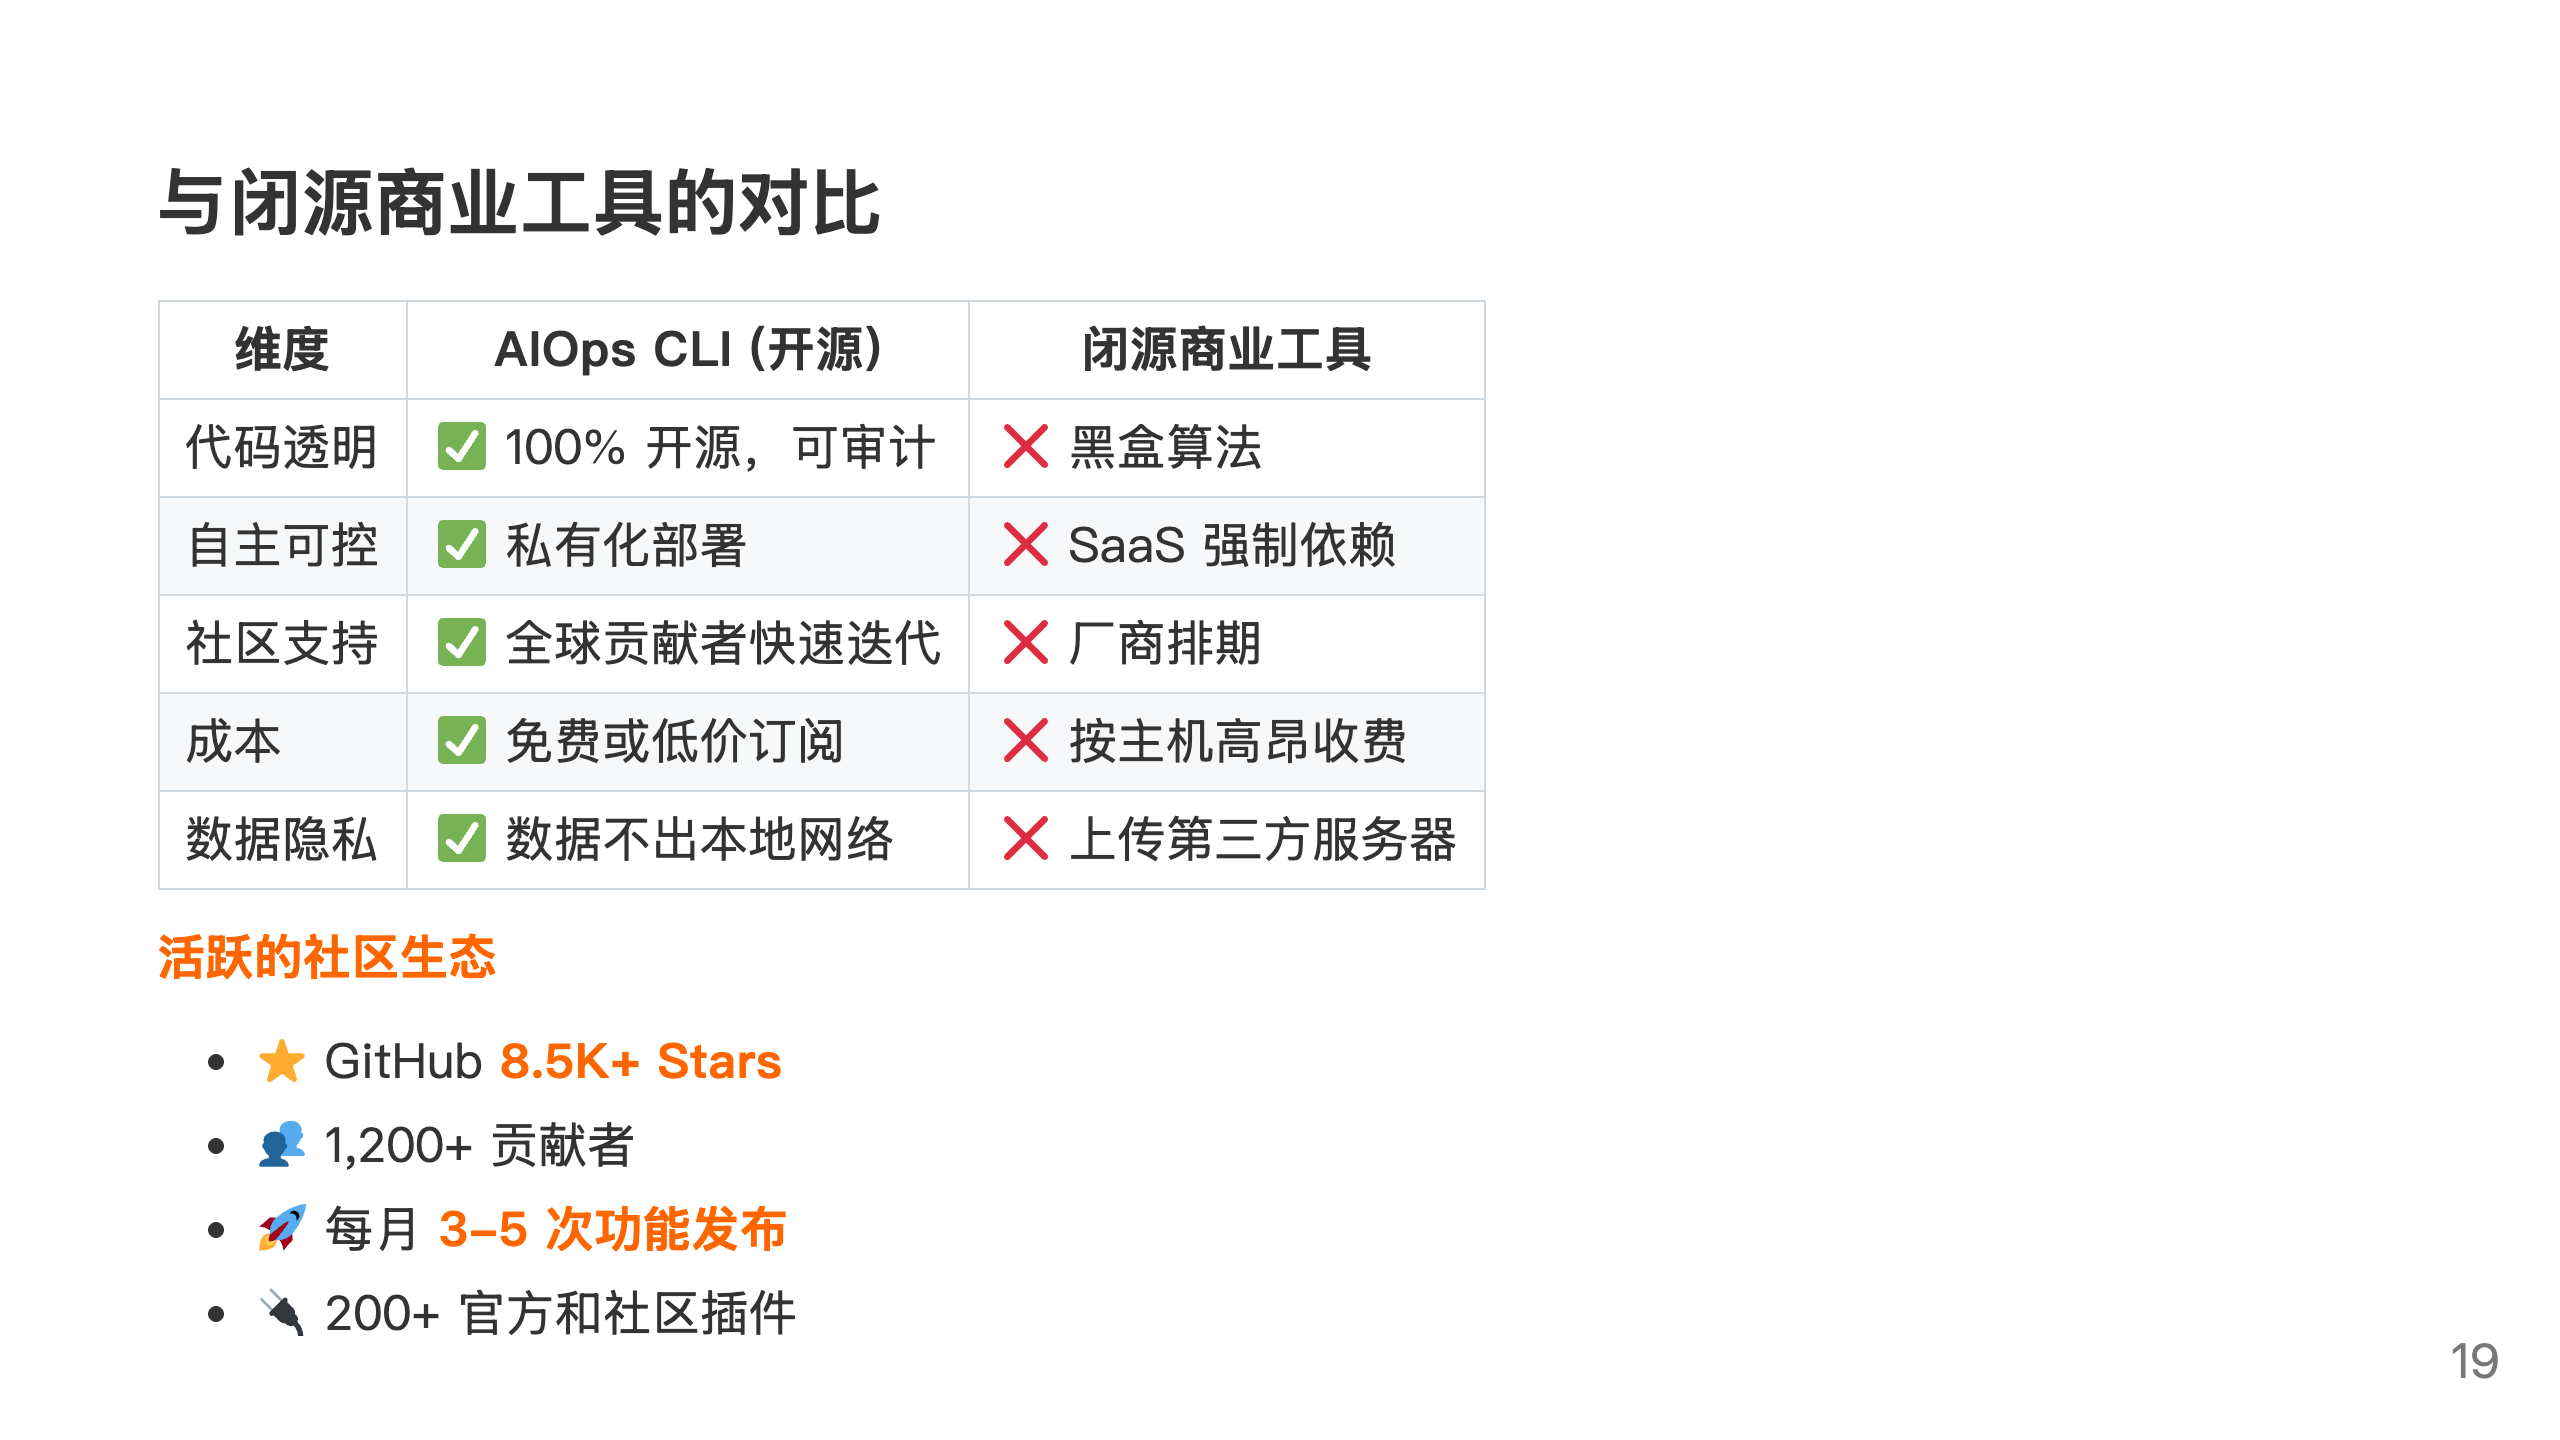 与闭源商业工具的对比
维度 AIOps CLI (开源) 闭源商业工具
代码透明 ✅ 100% 开源，可审计 ❌ 黑盒算法
自主可控 ✅ 私有化部署 ❌ SaaS 强制依赖
社区支持 ✅ 全球贡献者快速迭代 ❌ 厂商排期
成本 ✅ 免费或低价订阅 ❌ 按主机高昂收费
数据隐私 ✅ 数据不出本地网络 ❌ 上传第三方服务器
活跃的社区生态
• ⭐ GitHub 8.5K+ Stars
• 👥 1,200+ 贡献者
• 🚀 每月 3–5 次功能发布
• 🔌 200+ 官方和社区插件
19